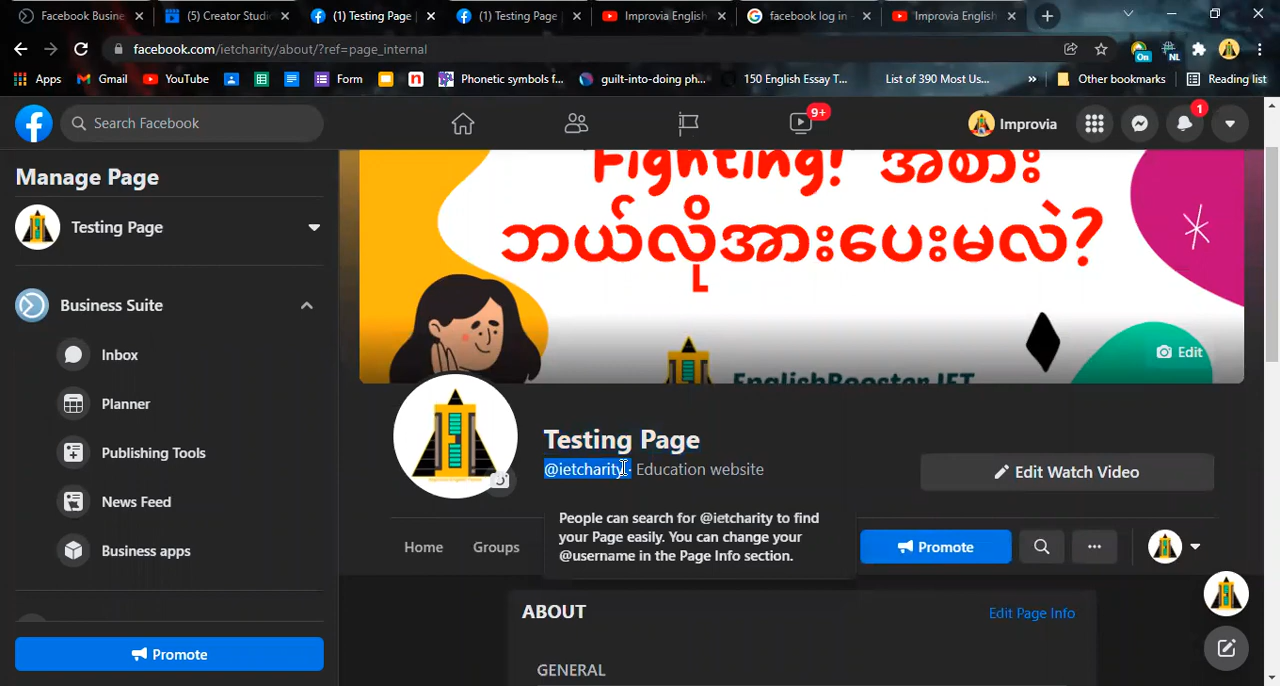 Facebook Busine
(5) Creator Studi
(1) Testing Page
(1) Testing Page
Improvia English
facebook log in -
Improvia English
facebook.com/ietcharity/about/?ref=page_internal
On
NL
Apps
Gmail
YouTube
Form
Phonetic symbols f...
guilt-into-doing ph...
150 English Essay T...
List of 390 Most Us...
»
Other bookmarks
Reading list
Search Facebook
9+
Improvia
1
Manage Page
Testing Page
Business Suite
Inbox
Planner
Publishing Tools
News Feed
Business apps
Promote
Fighting! အစား
ဘယ်လိုအားပေးမလဲ?
EnglishBoosterIET
Edit
Testing Page
@ietcharity · Education website
Edit Watch Video
People can search for @ietcharity to find
your Page easily. You can change your
@username in the Page Info section.
Home
Groups
Promote
ABOUT
Edit Page Info
GENERAL